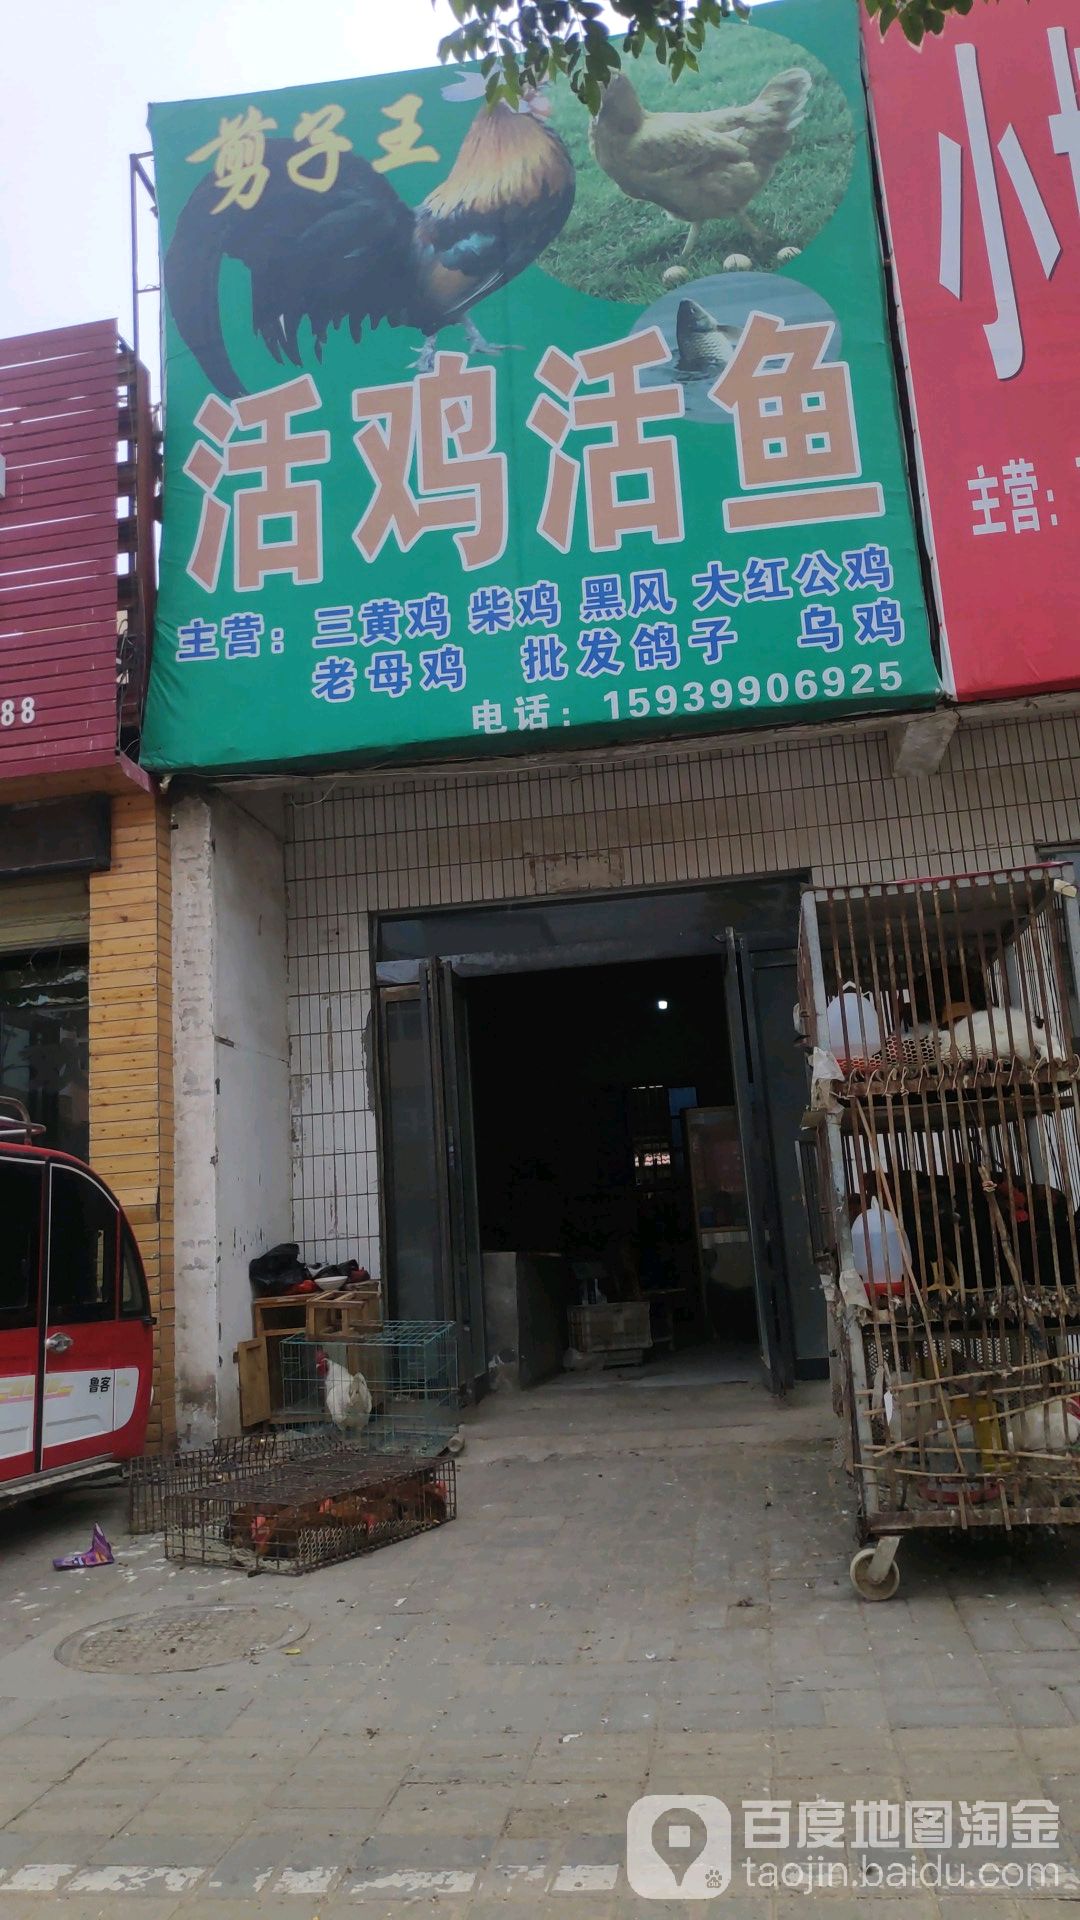 剪子王
活鸡活鱼
主营：三黄鸡 柴鸡 黑风 大红公鸡
老母鸡 批发鸽子 乌鸡
电话：15939906925
小
主营：
88
鲁客
百度地图淘金
taojin.baidu.com